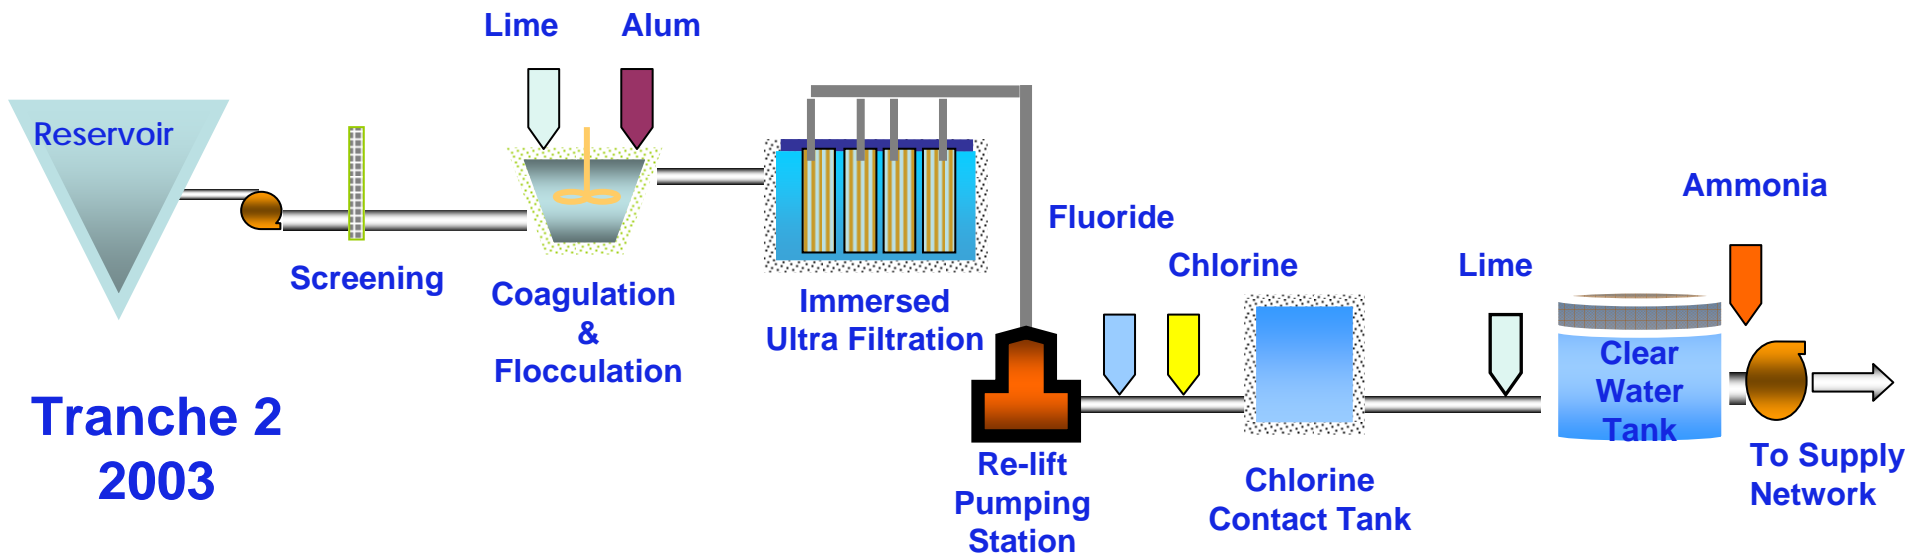 Lime
Alum
Reservoir
Screening
Coagulation
&
Flocculation
Immersed
Ultra Filtration
Fluoride
Chlorine
Lime
Ammonia
Clear
Water
Tank
Re-lift
Pumping
Station
Chlorine
Contact Tank
To Supply
Network
Tranche 2
2003